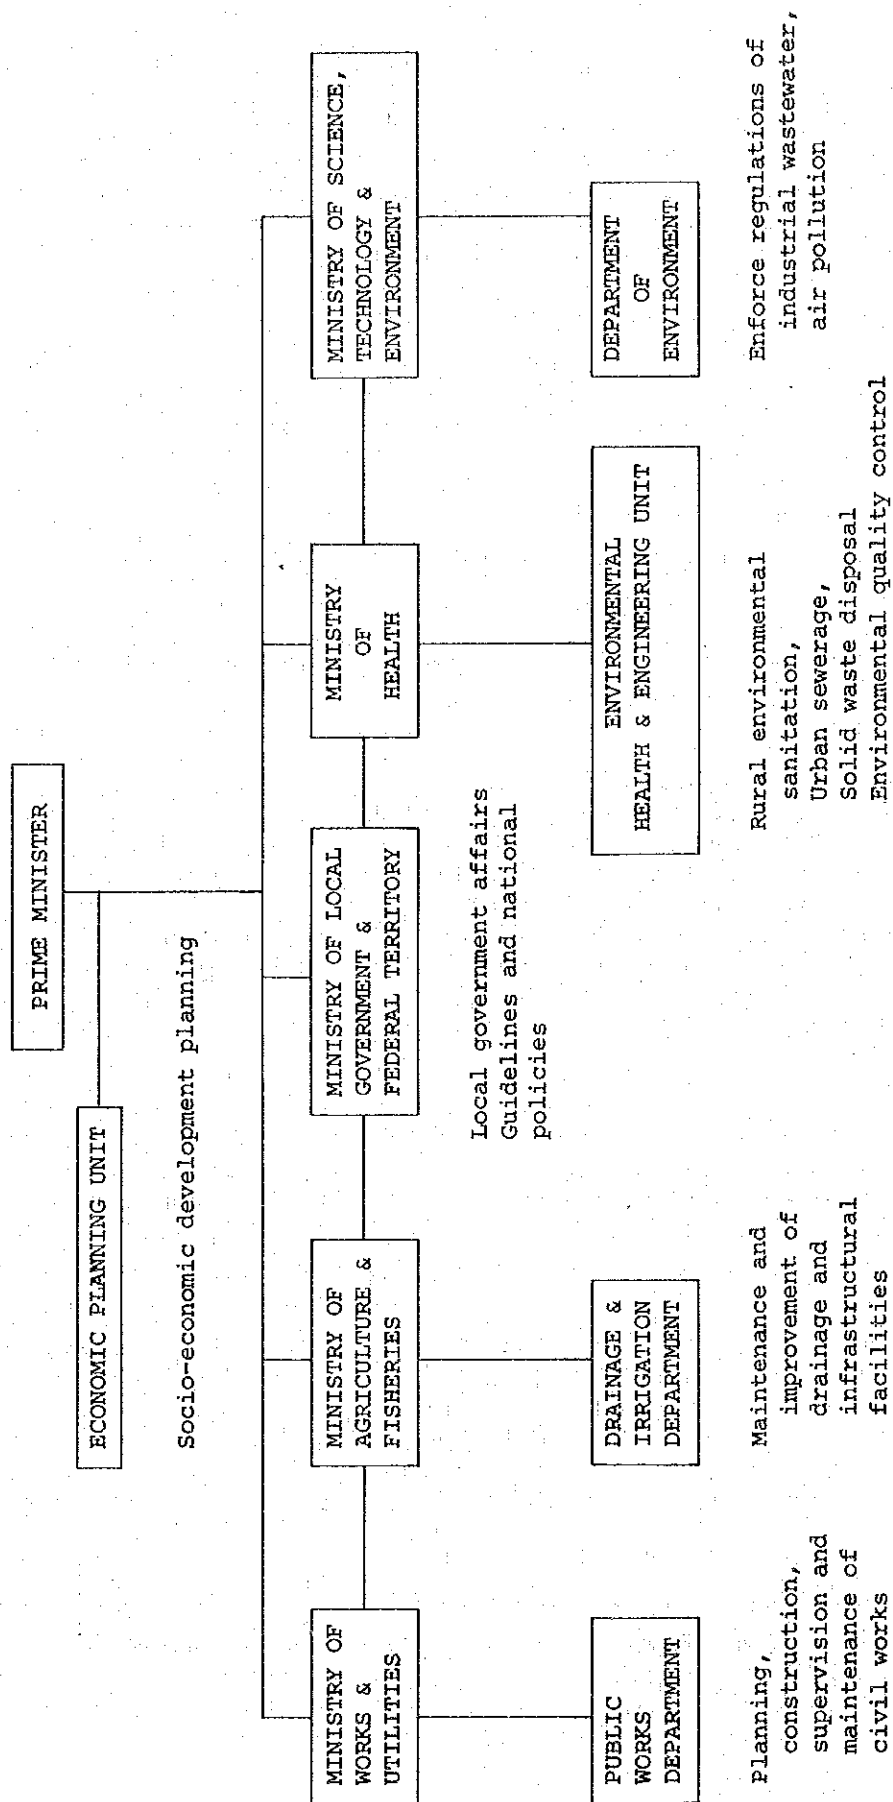 PRIME MINISTER
ECONOMIC PLANNING UNIT
Socio-economic development planning
MINISTRY OF
WORKS &
UTILITIES
MINISTRY OF
AGRICULTURE &
FISHERIES
MINISTRY OF LOCAL
GOVERNMENT &
FEDERAL TERRITORY
MINISTRY
OF
HEALTH
MINISTRY OF SCIENCE,
TECHNOLOGY &
ENVIRONMENT
Local government affairs
Guidelines and national
policies
PUBLIC
WORKS
DEPARTMENT
DRAINAGE &
IRRIGATION
DEPARTMENT
ENVIRONMENTAL
HEALTH & ENGINEERING UNIT
DEPARTMENT
OF
ENVIRONMENT
Planning,
construction,
supervision and
maintenance of
civil works
Maintenance and
improvement of
drainage and
infrastructural
facilities
Rural environmental
sanitation,
Urban sewerage,
Solid waste disposal
Environmental quality control
Enforce regulations of
industrial wastewater,
air pollution